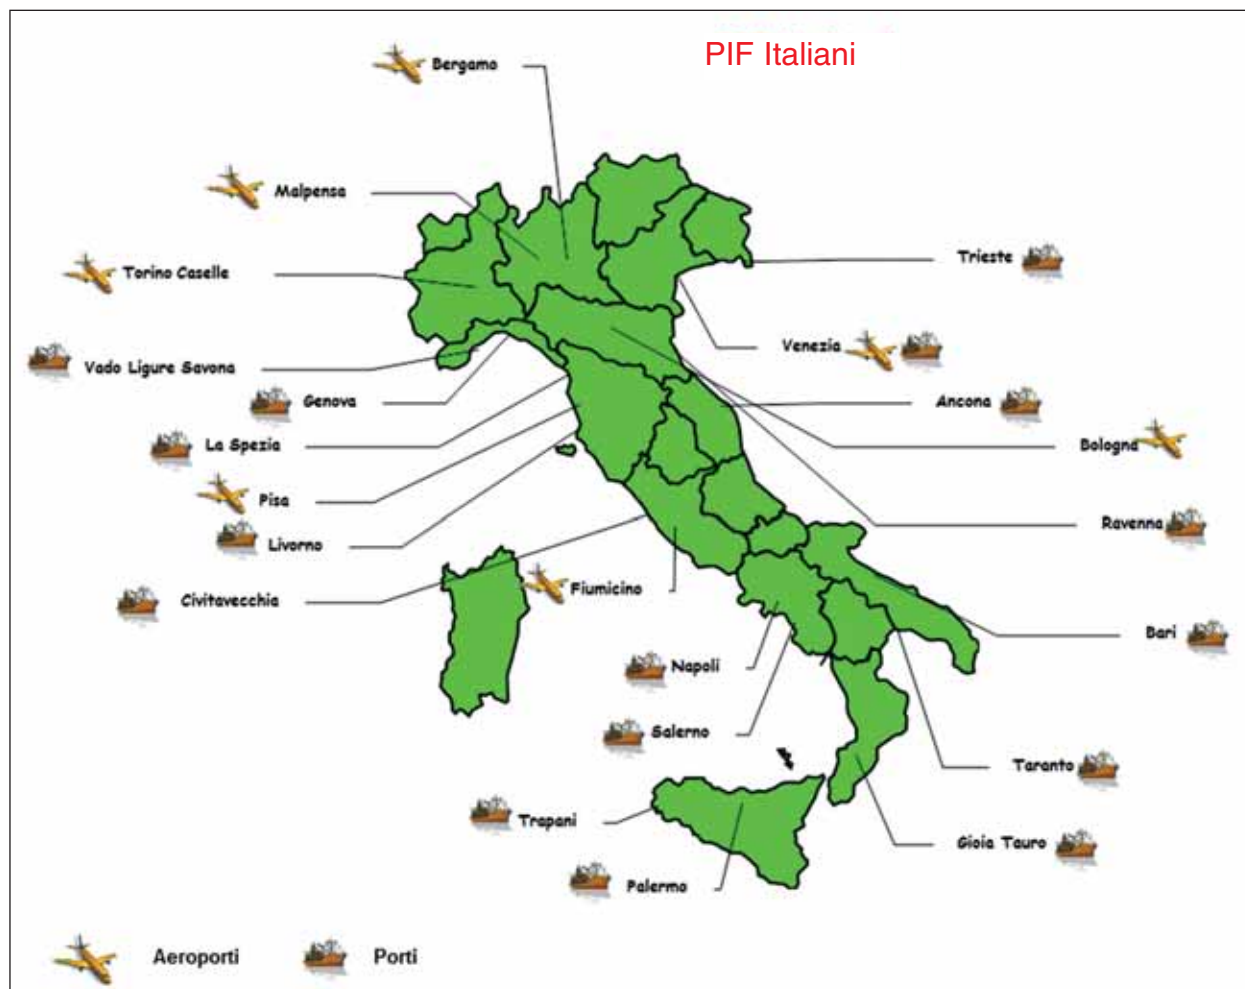 PIF Italiani
Bergamo
Malpensa
Torino Caselle
Trieste
Venezia
Vado Ligure Savona
Genova
Ancona
La Spezia
Bologna
Pisa
Ravenna
Livorno
Fiumicino
Civitavecchia
Bari
Napoli
Salerno
Taranto
Trapani
Gioia Tauro
Palermo
Aeroporti
Porti